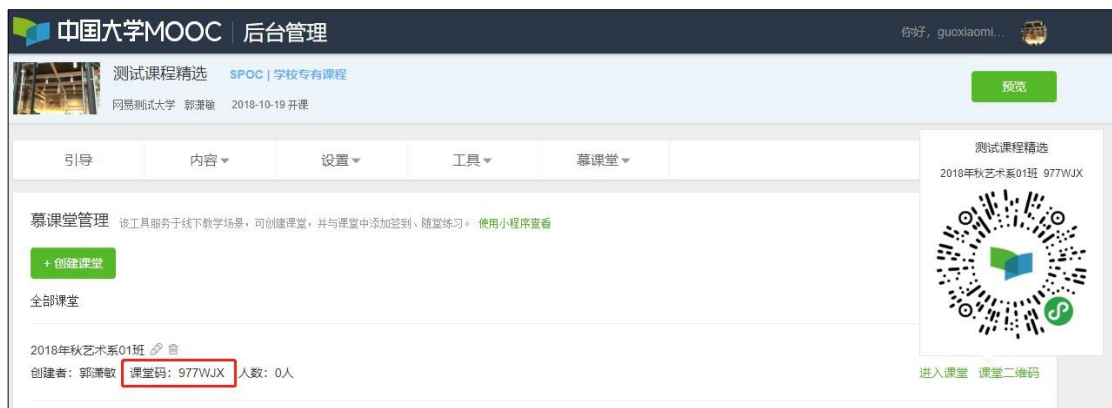 中国大学MOOC 后台管理
你好，guoxiaomi...
测试课程精选 SPOC | 学校专有课程
网易测试大学 郭潇敏 2018-10-19 开课
预览
引导 内容 设置 工具 慕课堂
测试课程精选
2018年秋艺术系01班 977WJX
慕课堂管理 该工具服务于线下教学场景，可创建课堂，并与课堂中添加签到、随堂练习。 使用小程序查看
+ 创建课堂
全部课堂
2018年秋艺术系01班
创建者：郭潇敏 课堂码：977WJX 人数：0人
进入课堂 课堂二维码